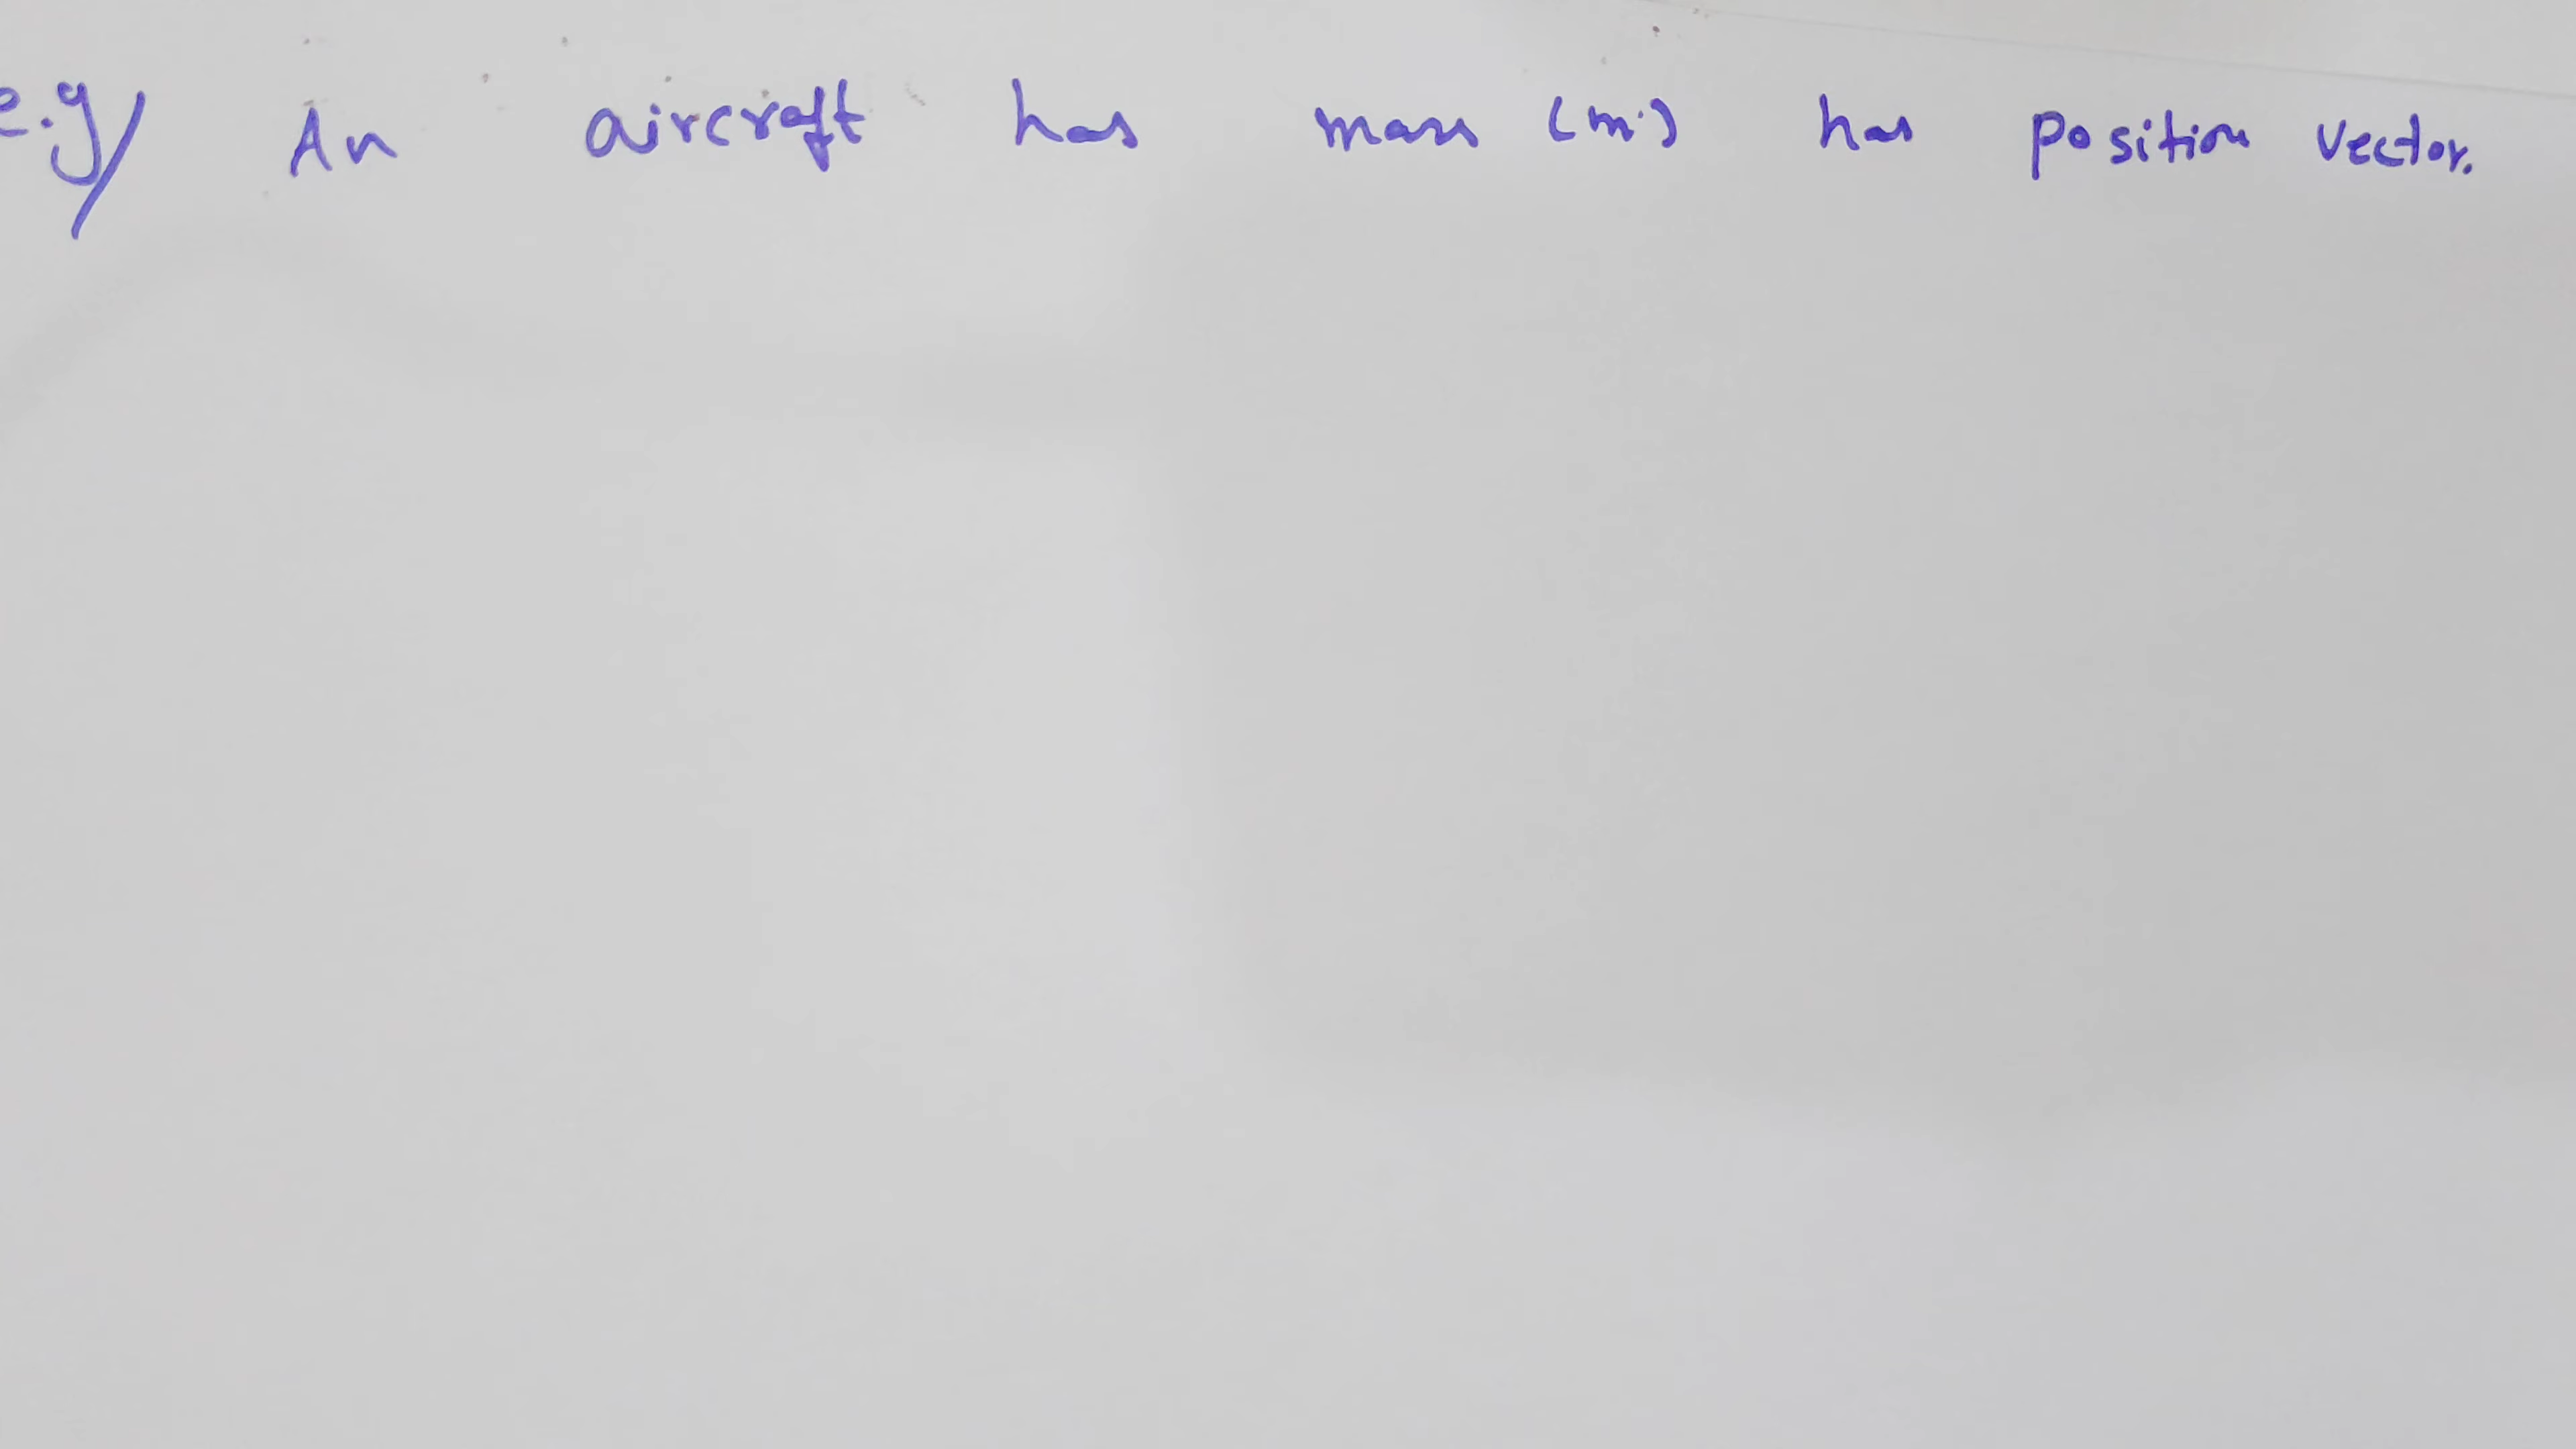 e.g/ An aircraft has mass (m.) has position vector.